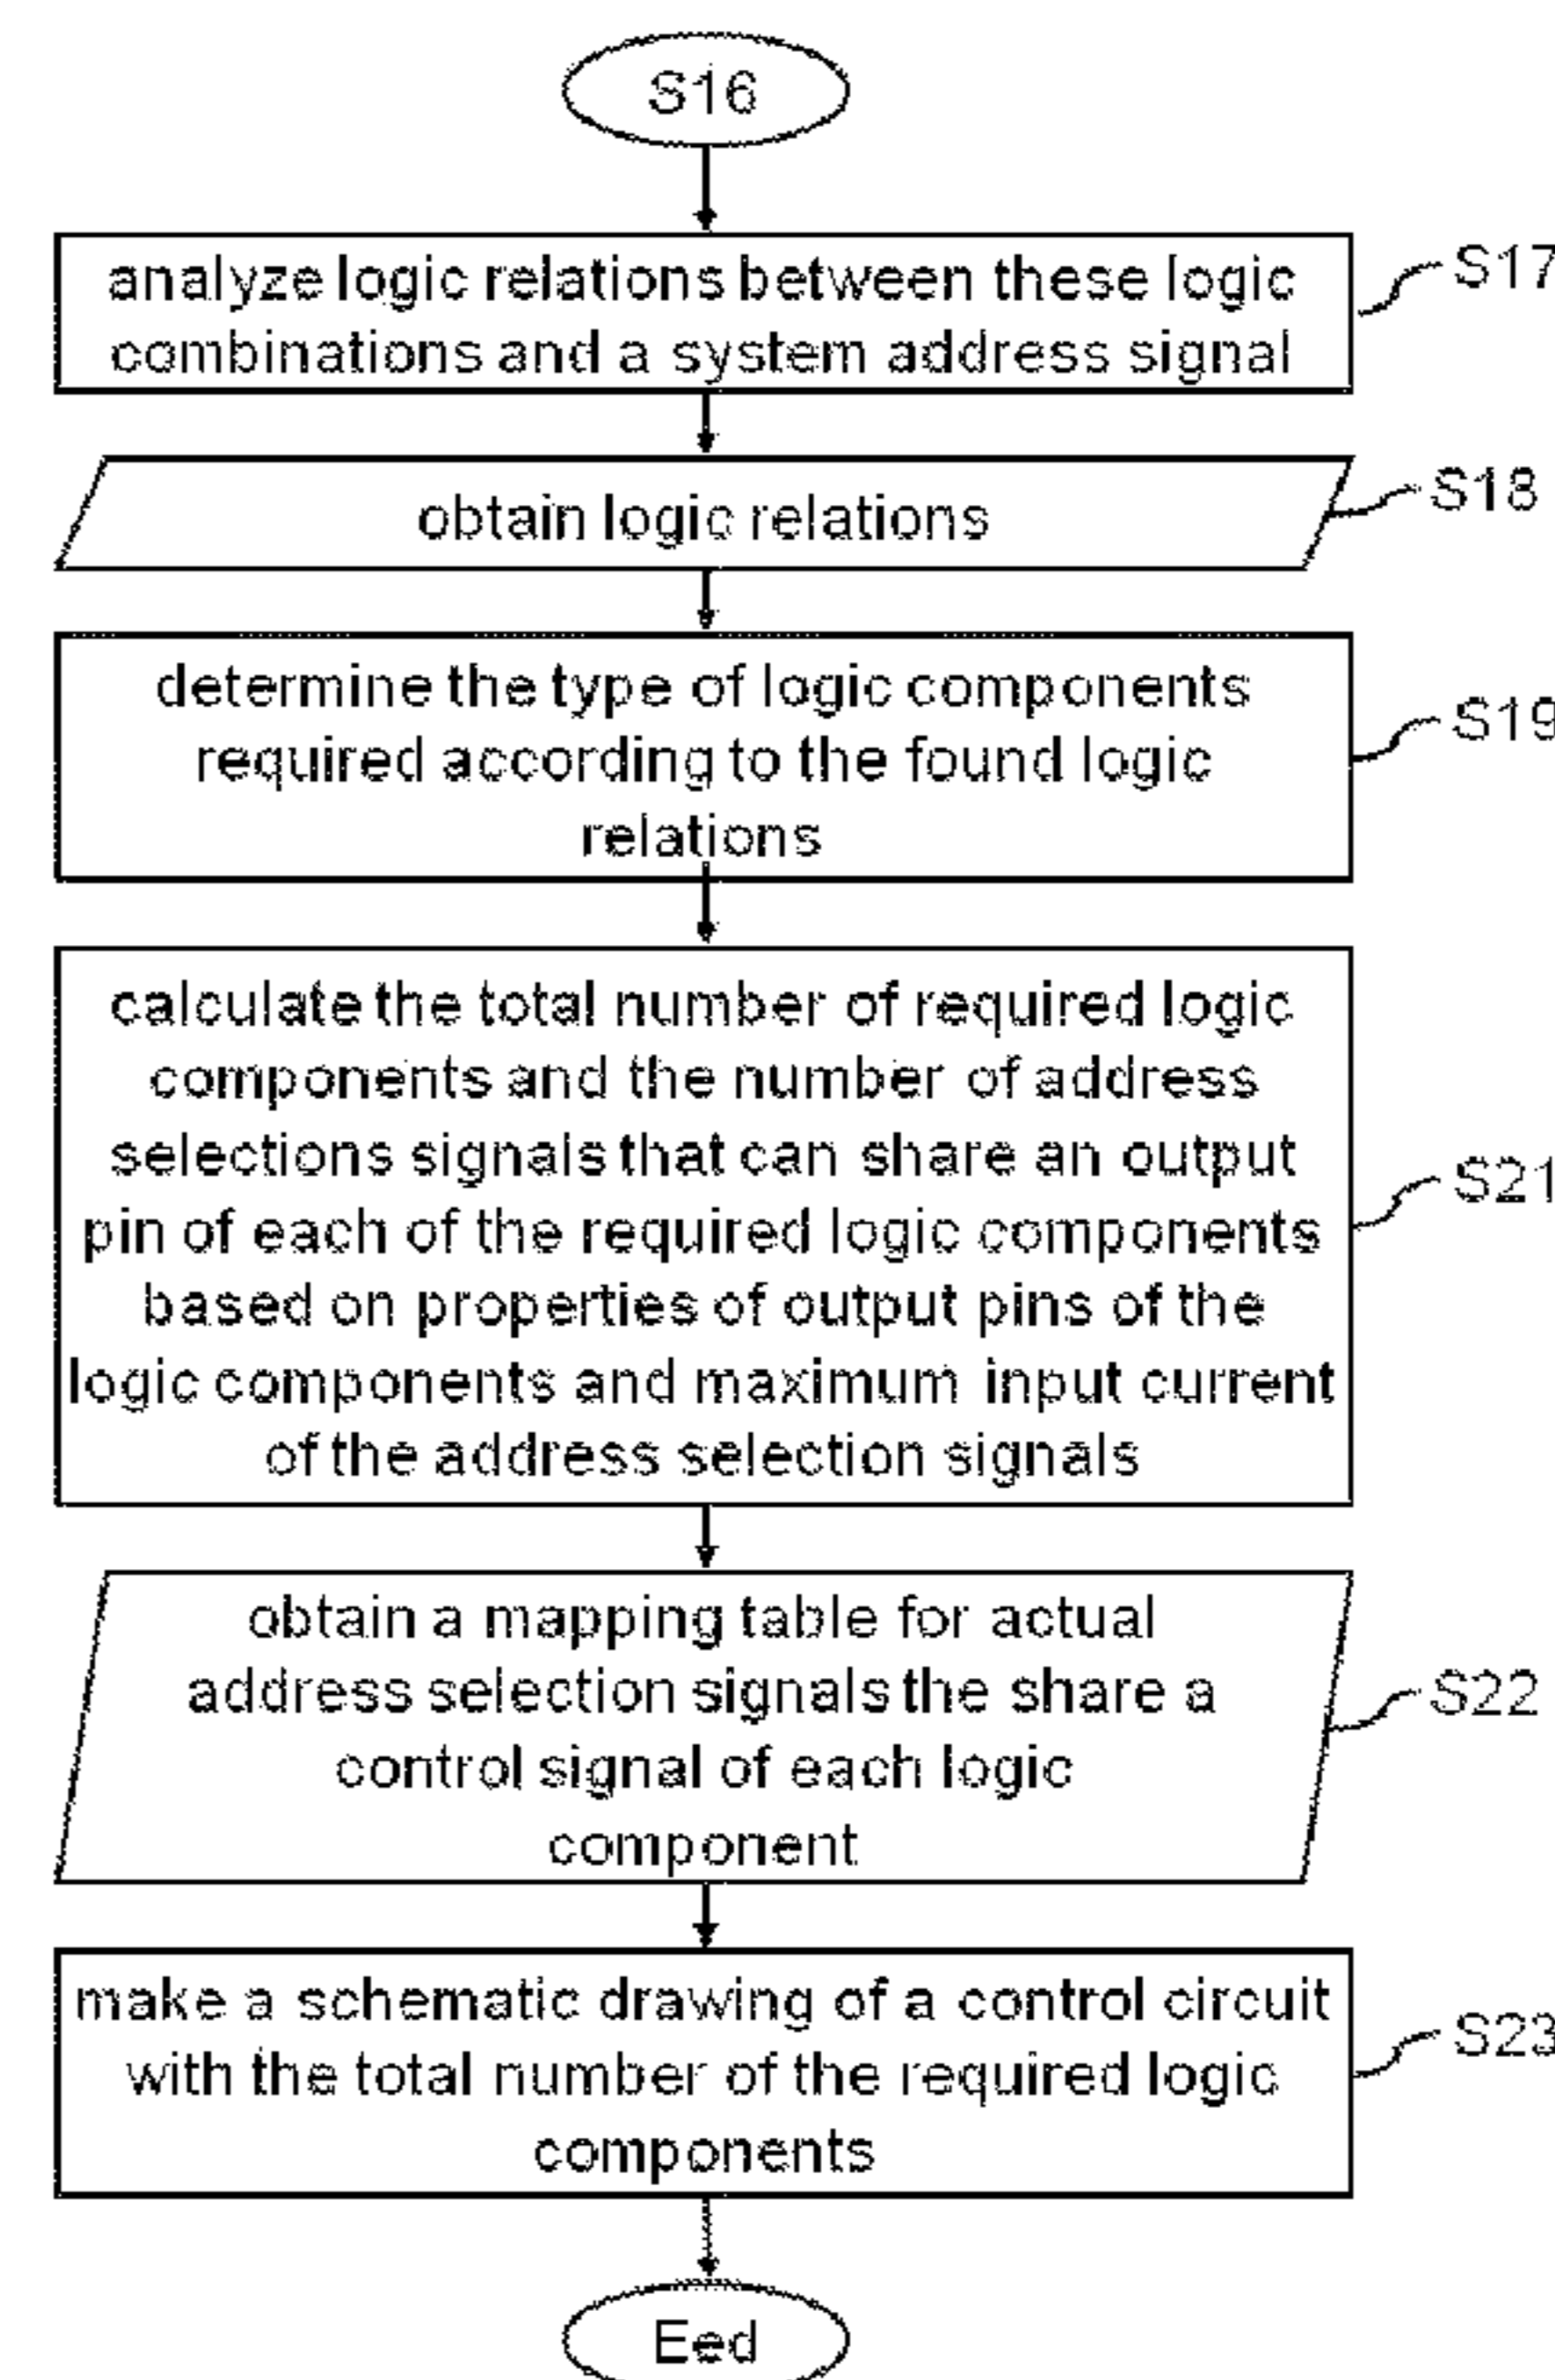 S16
analyze logic relations between these logic
combinations and a system address signal
S17
obtain logic relations
S18
determine the type of logic components
required according to the found logic
relations
S19
calculate the total number of required logic
components and the number of address
selections signals that can share an output
pin of each of the required logic components
based on properties of output pins of the
logic components and maximum input current
of the address selection signals
S21
obtain a mapping table for actual
address selection signals the share a
control signal of each logic
component
S22
make a schematic drawing of a control circuit
with the total number of the required logic
components
S23
Eed